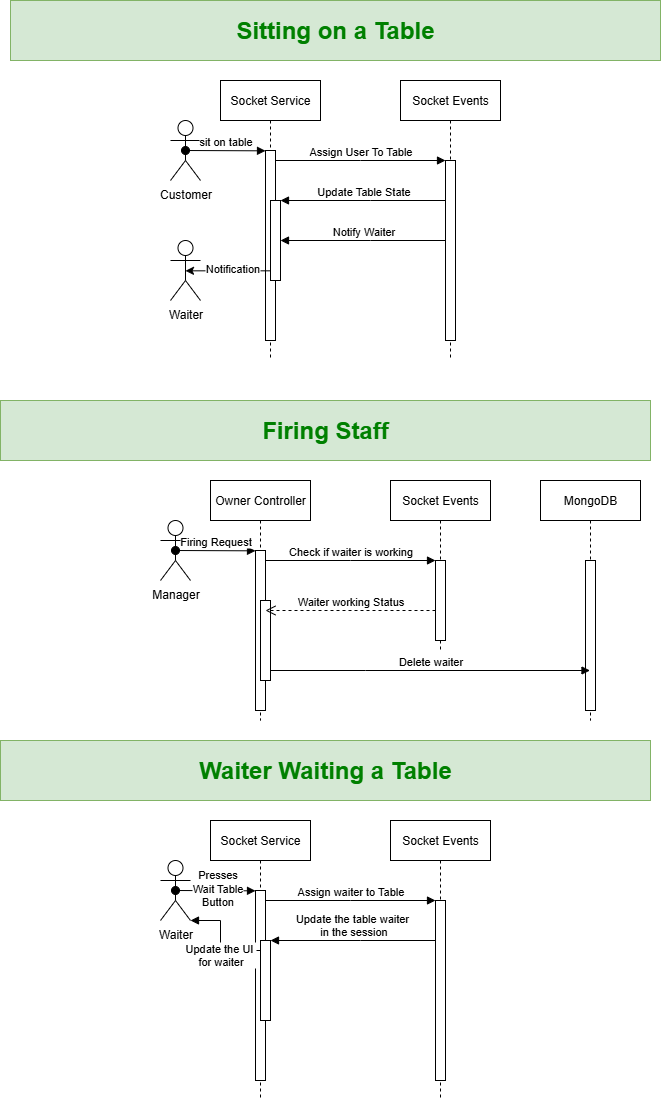 Sitting on a Table
Socket Service
Socket Events
sit on table
Assign User To Table
Customer
Update Table State
Notify Waiter
Notification
Waiter
Firing Staff
Owner Controller
Socket Events
MongoDB
Firing Request
Check if waiter is working
Manager
Waiter working Status
Delete waiter
Waiter Waiting a Table
Socket Service
Socket Events
Presses
Wait Table
Button
Assign waiter to Table
Waiter
Update the table waiter
in the session
Update the UI
for waiter